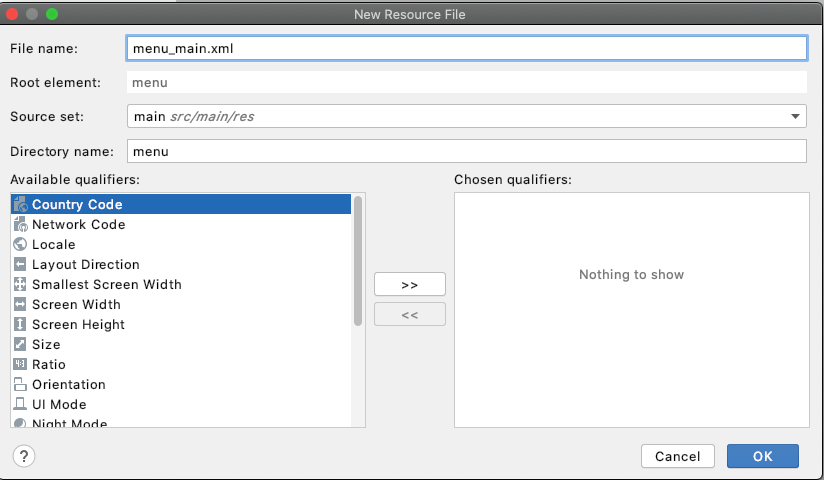 New Resource File
File name: menu_main.xml
Root element: menu
Source set: main src/main/res
Directory name: menu
Available qualifiers:
Country Code
Network Code
Locale
Layout Direction
Smallest Screen Width
Screen Width
Screen Height
Size
Ratio
Orientation
UI Mode
Night Mode
>>
<<
Chosen qualifiers:
Nothing to show
?
Cancel
OK